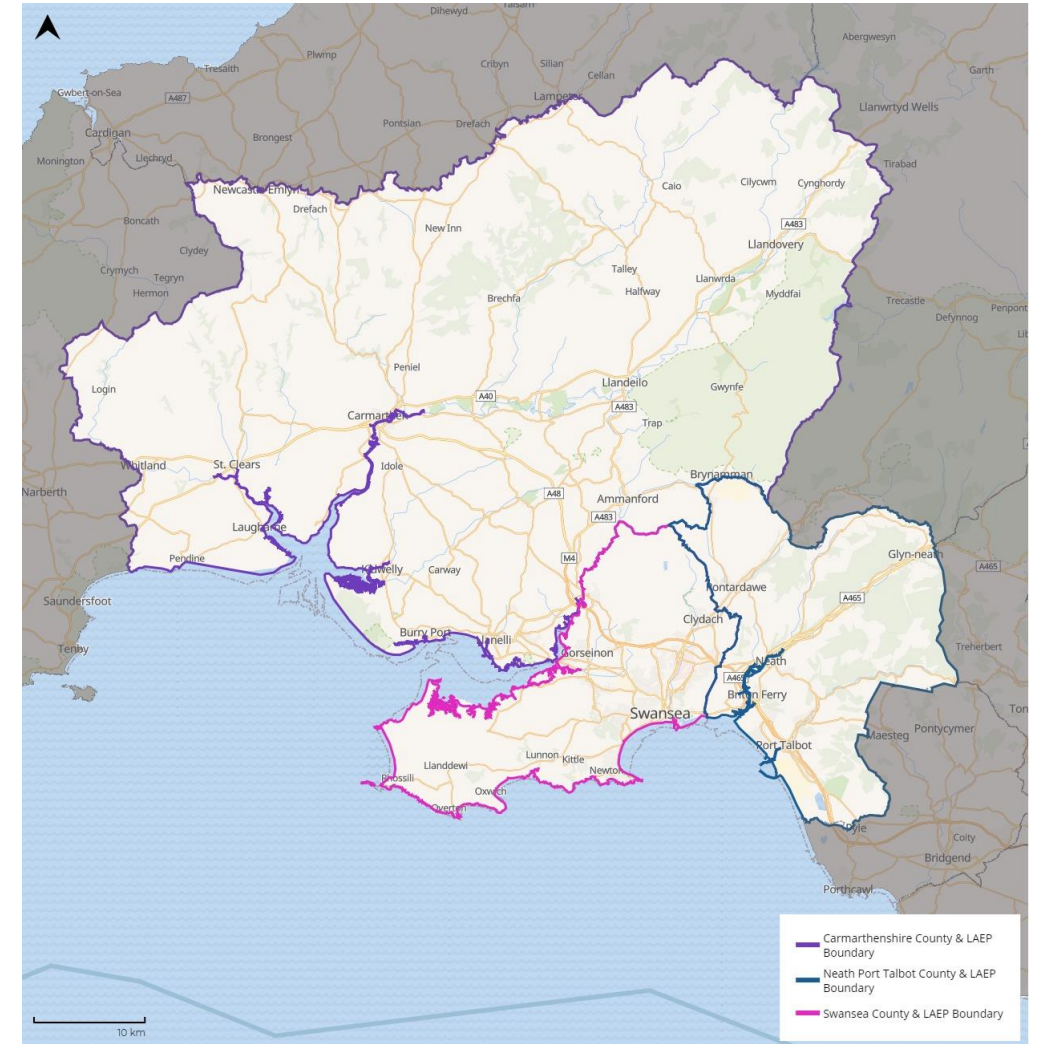 Dihewyd
Talsarn
Abergwesyn
Plwmp
Cribyn
Silian
Cellan
Tresaith
Garth
Gwbert-on-Sea
A487
Lampeter
Llanwrtyd Wells
Cardigan
Brongest
Pontsian
Drefach
Monington
Llechryd
Tirabad
Newcastle Emlyn
Caio
Cilycwm
Cynghordy
Drefach
Boncath
New Inn
A483
Clydey
Llandovery
Crymych
Tegryn
Talley
Llanwrda
Hermon
Halfway
Myddfai
Brechfa
Trecastle
Defynnog
Penpont
Peniel
Login
Llandeilo
Gwynfe
A40
A483
Carmarthen
Trap
Whitland
St. Clears
Idole
Brynamman
Narberth
A48
Ammanford
A483
Laugharne
Glyn-neath
Pendine
M4
A465
Kidwelly
Carway
Pontardawe
A465
Saundersfoot
Clydach
Burry Port
Llanelli
Treherbert
Tenby
Gorseinon
Neath
A465
Briton Ferry
Swansea
Maesteg
Pontycymer
Port Talbot
Lunnon
Kittle
Llanddewi
Newton
Rhossili
Oxwich
Overton
Pyle
Coity
Bridgend
Porthcawl
Carmarthenshire County & LAEP
Boundary
Neath Port Talbot County & LAEP
Boundary
Swansea County & LAEP Boundary
10 km